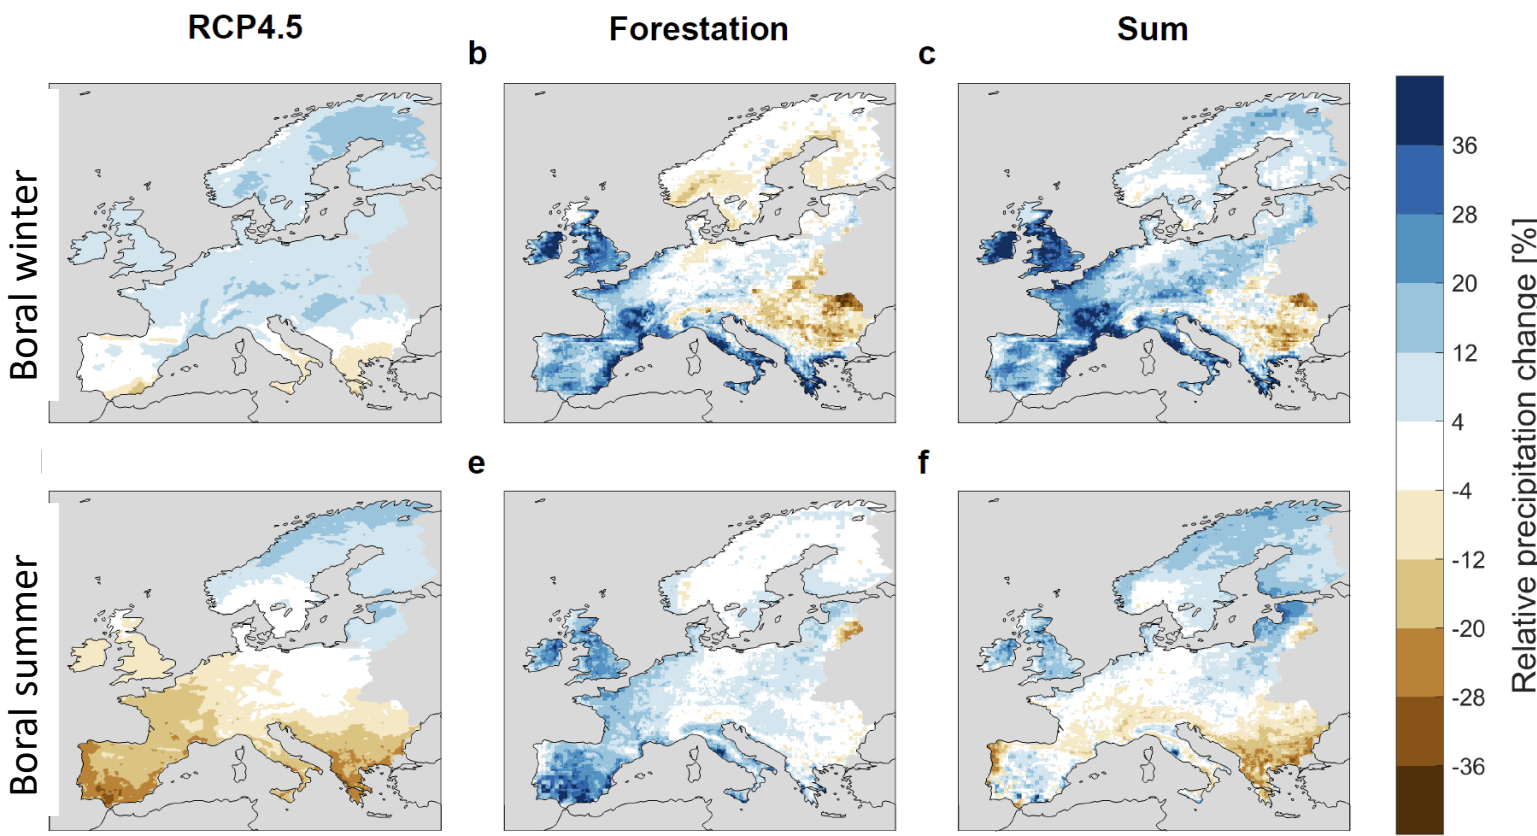 RCP4.5
b
Forestation
c
Sum
Boral winter
36
28
20
12
4
-4
-12
-20
-28
-36
Relative precipitation change [%]
e
f
Boral summer